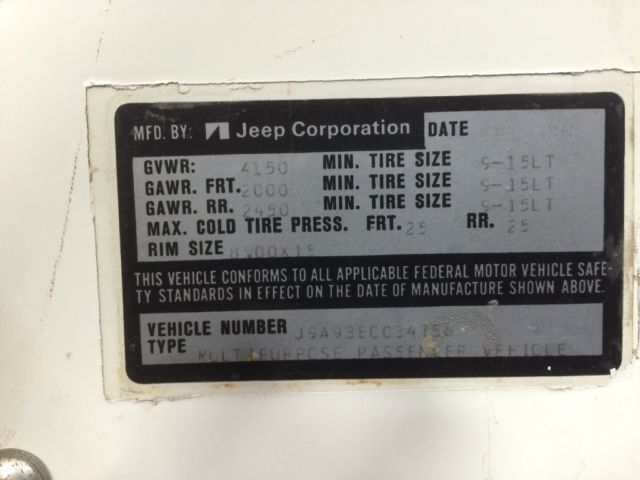 MFD. BY: Jeep Corporation DATE
GVWR: 4150 MIN. TIRE SIZE 9-15LT
GAWR. FRT. 2000 MIN. TIRE SIZE 9-15LT
GAWR. RR. 2450 MIN. TIRE SIZE 9-15LT
MAX. COLD TIRE PRESS. FRT. 25 RR. 25
RIM SIZE
THIS VEHICLE CONFORMS TO ALL APPLICABLE FEDERAL MOTOR VEHICLE SAFE-
TY STANDARDS IN EFFECT ON THE DATE OF MANUFACTURE SHOWN ABOVE.
VEHICLE NUMBER
TYPE MULTIPURPOSE PASSENGER VEHICLE